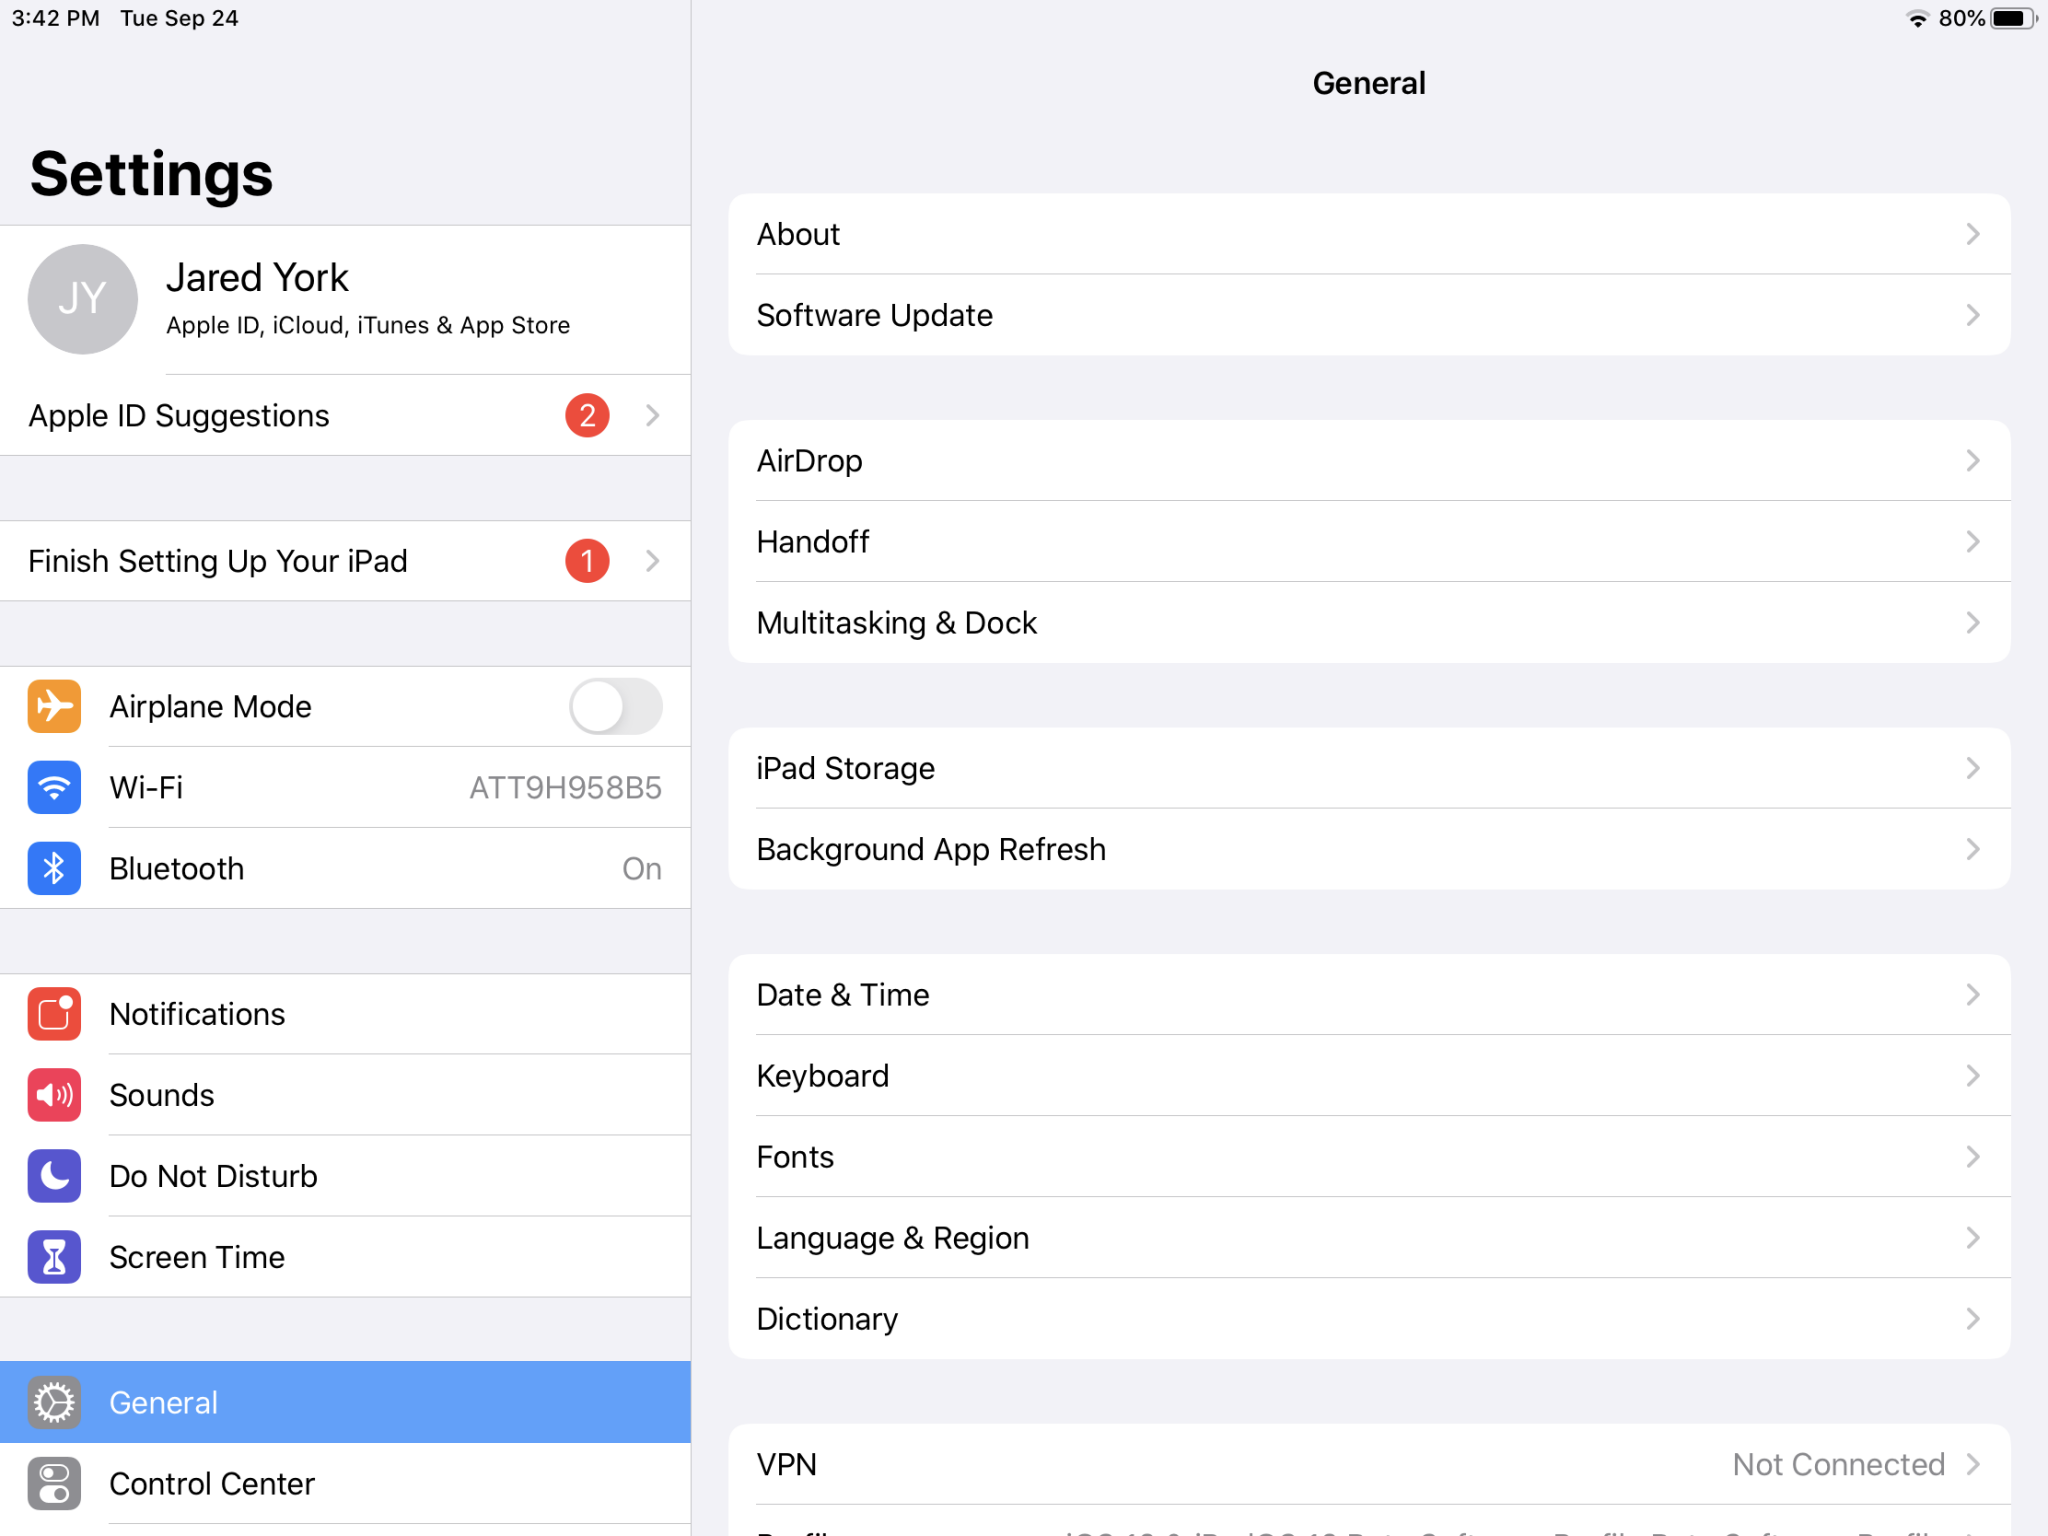 3:42 PM Tue Sep 24
80%
Settings
JY
Jared York
Apple ID, iCloud, iTunes & App Store
Apple ID Suggestions 2
Finish Setting Up Your iPad 1
Airplane Mode
Wi-Fi ATT9H958B5
Bluetooth On
Notifications
Sounds
Do Not Disturb
Screen Time
General
Control Center
General
About
Software Update
AirDrop
Handoff
Multitasking & Dock
iPad Storage
Background App Refresh
Date & Time
Keyboard
Fonts
Language & Region
Dictionary
VPN Not Connected